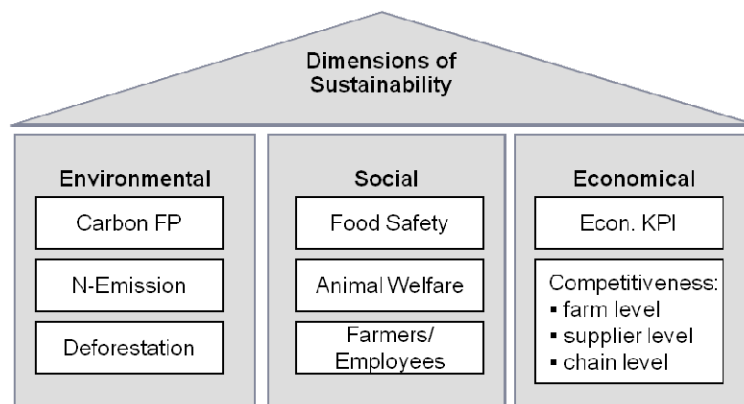 Dimensions of
Sustainability
Environmental
Carbon FP
N-Emission
Deforestation
Social
Food Safety
Animal Welfare
Farmers/
Employees
Economical
Econ. KPI
Competitiveness:
▪ farm level
▪ supplier level
▪ chain level